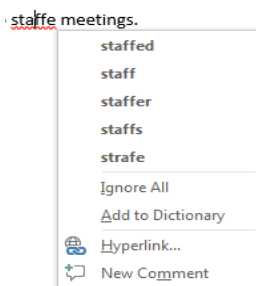 staffe meetings.
staffed
staff
staffer
staffs
strafe
Ignore All
Add to Dictionary
Hyperlink...
New Comment